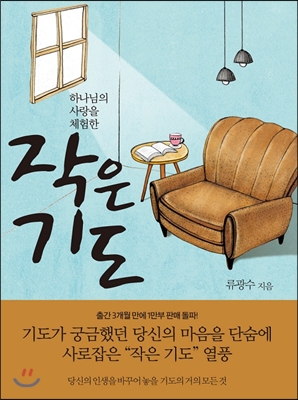 하나님의
사랑을
체험한
작은
기도
류광수 지음
출간 3개월 만에 1만부 판매 돌파!
기도가 궁금했던 당신의 마음을 단숨에
사로잡은 “작은 기도” 열풍
당신의 인생을 바꾸어 놓을 기도의 거의 모든 것